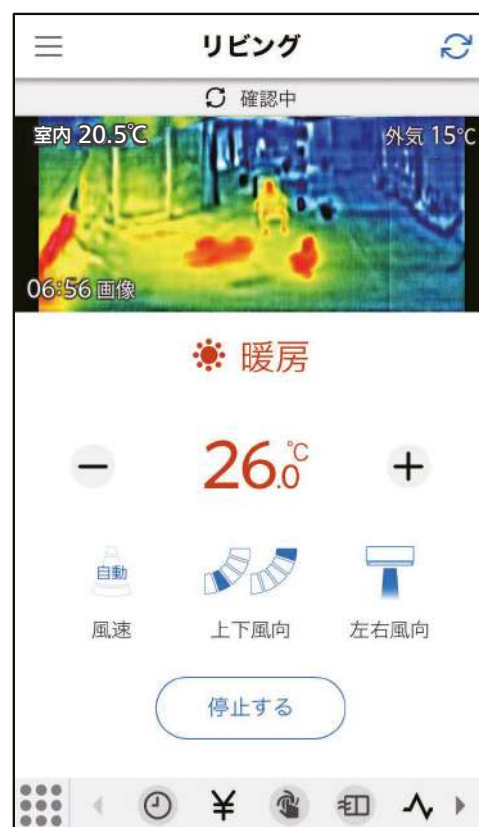 リビング
確認中
室内 20.5℃ 外気 15℃
06:56 画像
暖房
26.0℃
自動
風速 上下風向 左右風向
停止する
¥